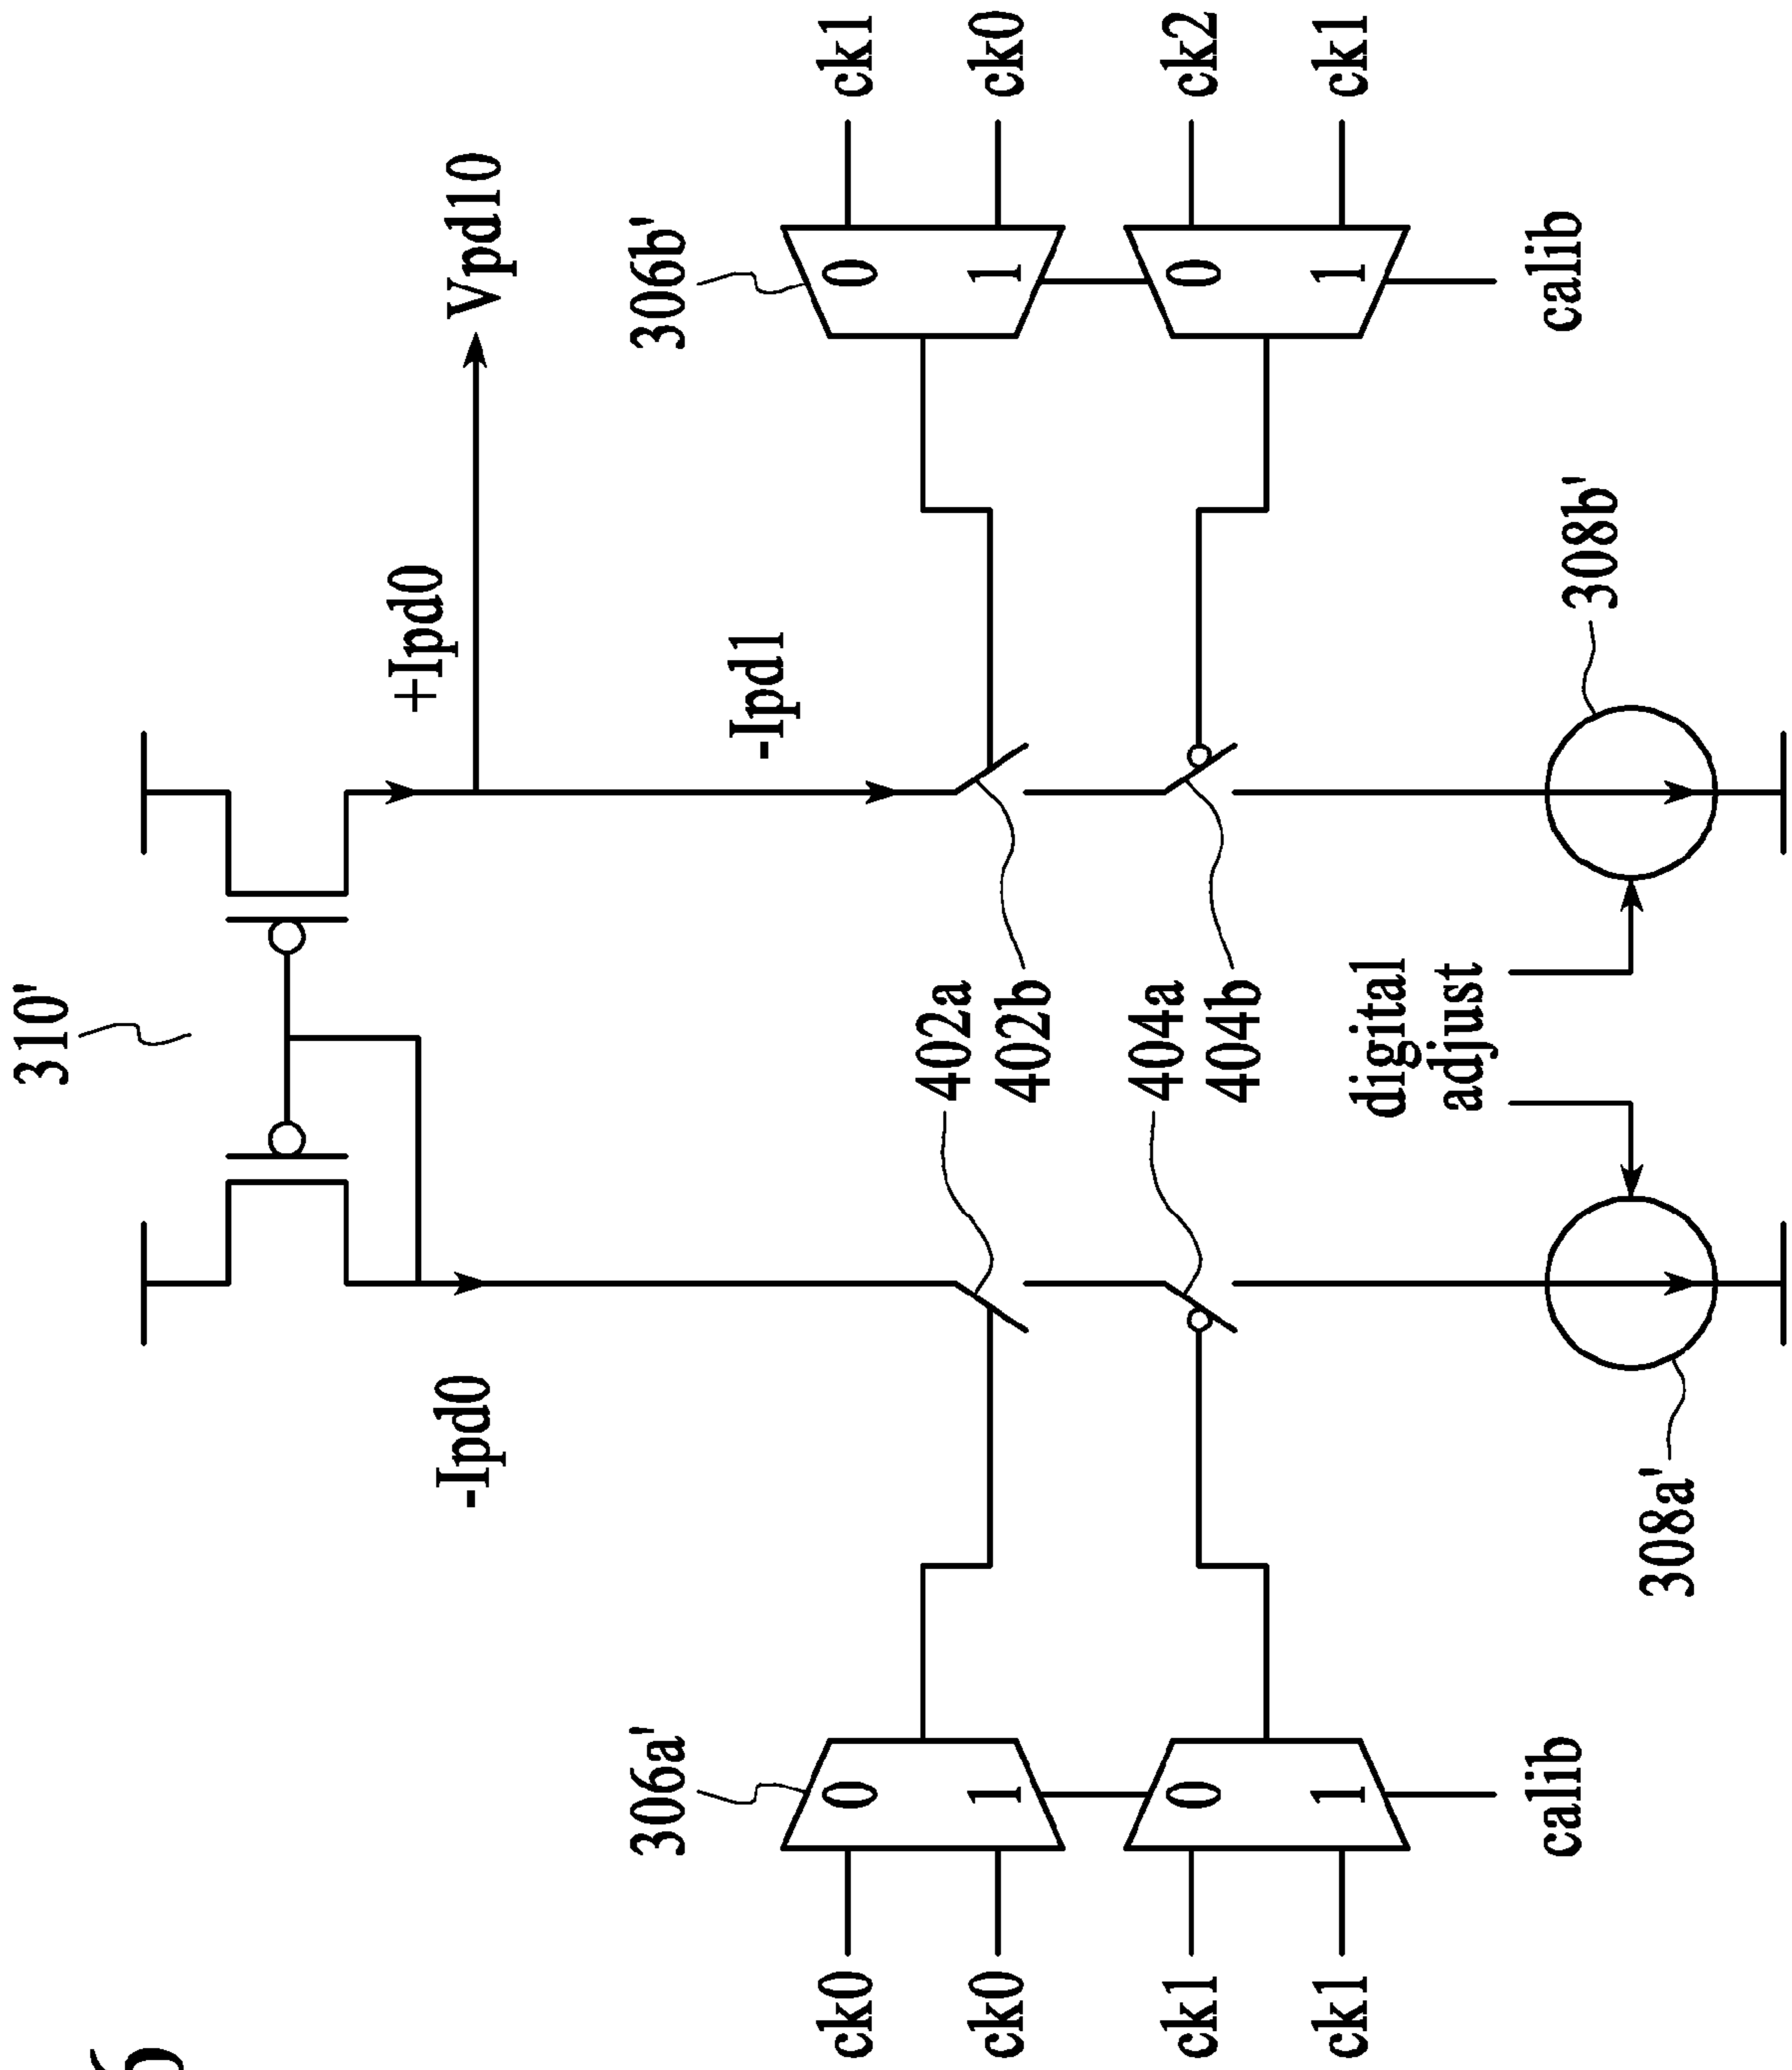 310'
6
+Ipd0
-Ipd0
Vpd10
306a'
306b'
-Ipd1
ck0
0
0
ck1
402a
402b
ck0
1
1
ck0
404a
404b
ck1
0
0
ck2
ck1
1
1
ck1
digital
adjust
calib
calib
308b'
308a'